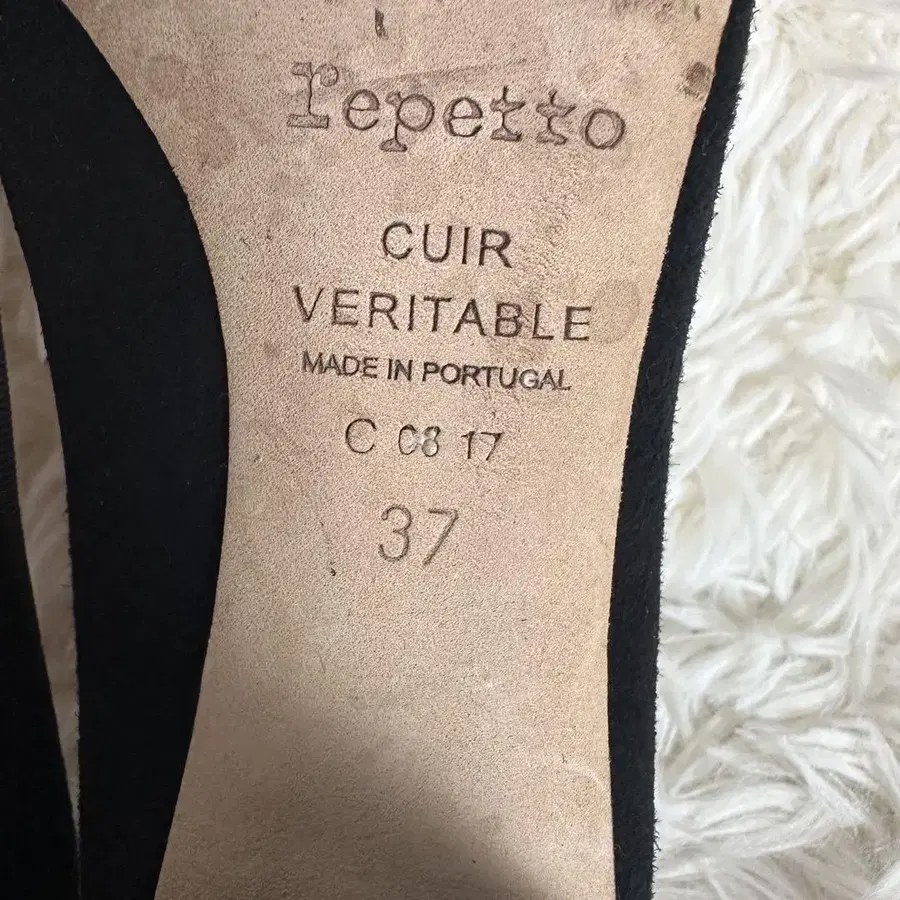 repetto
CUIR
VERITABLE
MADE IN PORTUGAL
C 08 17
37